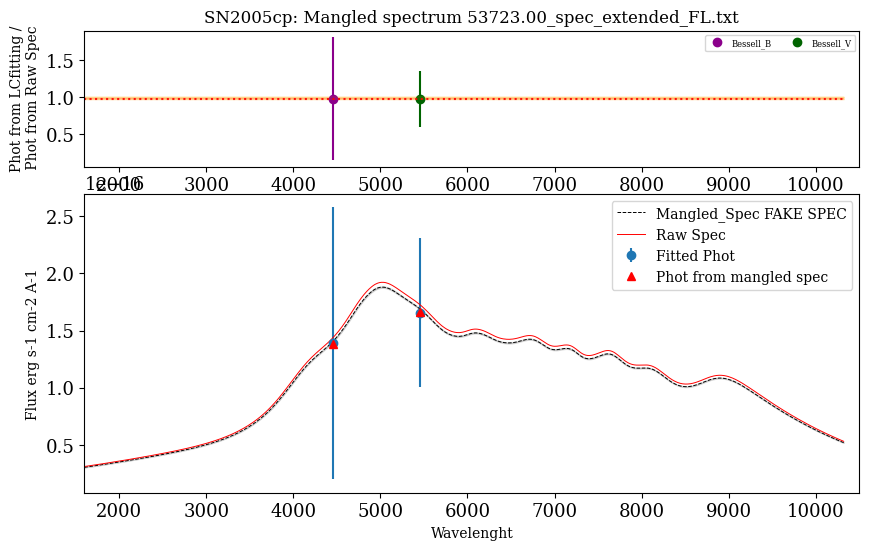 SN2005cp: Mangled spectrum 53723.00_spec_extended_FL.txt
Phot from LCfitting /
Phot from Raw Spec
1.5
1.0
0.5
Bessell_B
Bessell_V
2000 3000 4000 5000 6000 7000 8000 9000 10000
1e−16
Flux erg s-1 cm-2 A-1
2.5
2.0
1.5
1.0
0.5
Mangled_Spec FAKE SPEC
Raw Spec
Fitted Phot
Phot from mangled spec
2000 3000 4000 5000 6000 7000 8000 9000 10000
Wavelenght